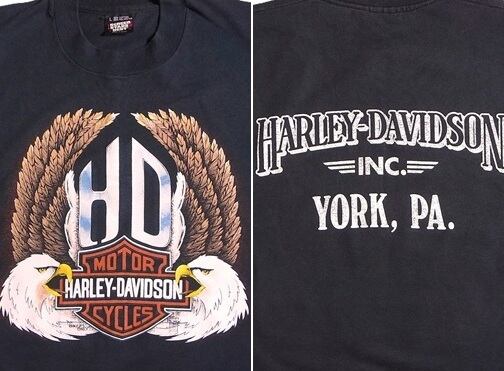 HD
MOTOR
HARLEY-DAVIDSON
CYCLES
HARLEY-DAVIDSON
INC.
YORK, PA.